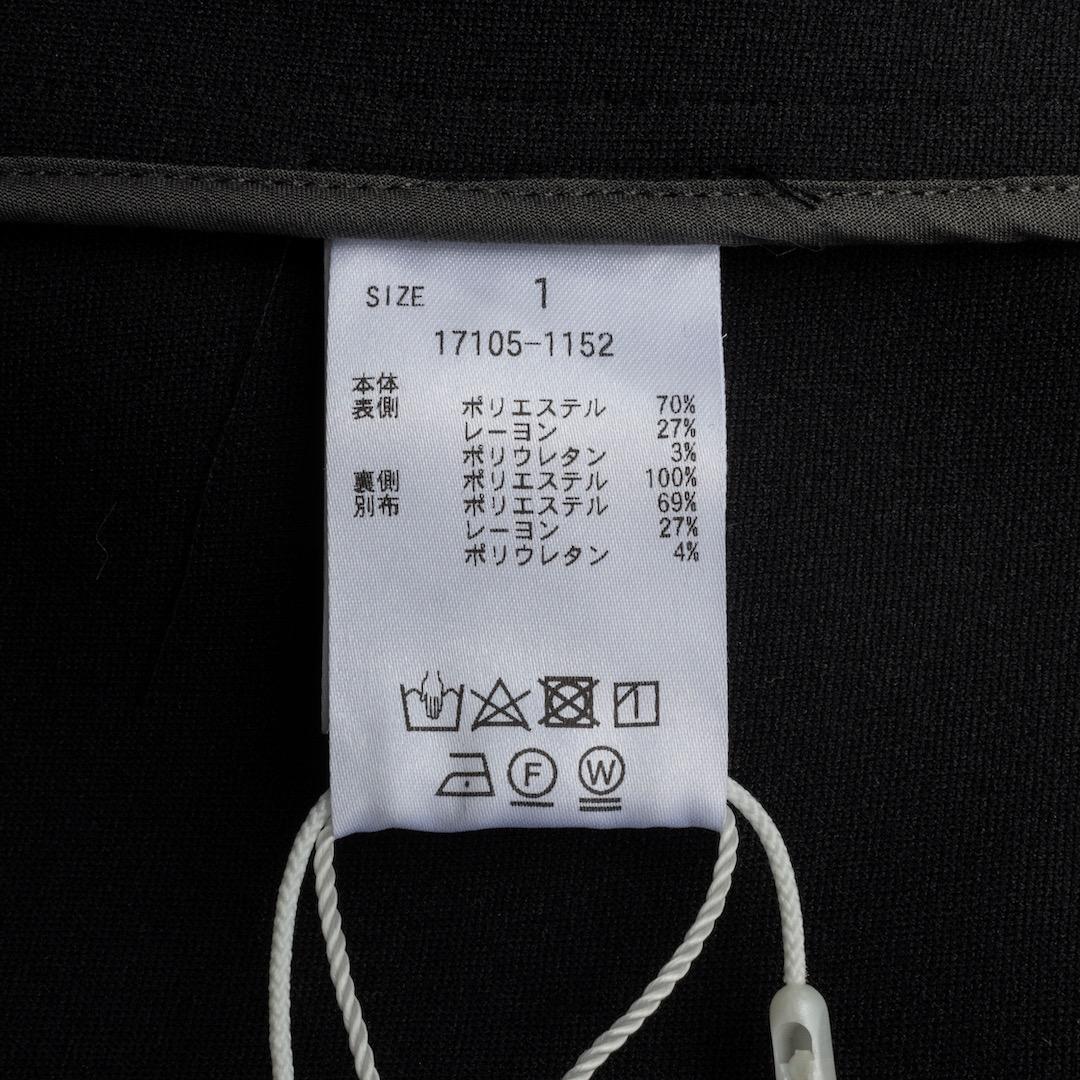 SIZE 1
17105-1152
本体
表側 ポリエステル 70%
レーヨン 27%
ポリウレタン 3%
裏側 ポリエステル 100%
別布 ポリエステル 69%
レーヨン 27%
ポリウレタン 4%
F W